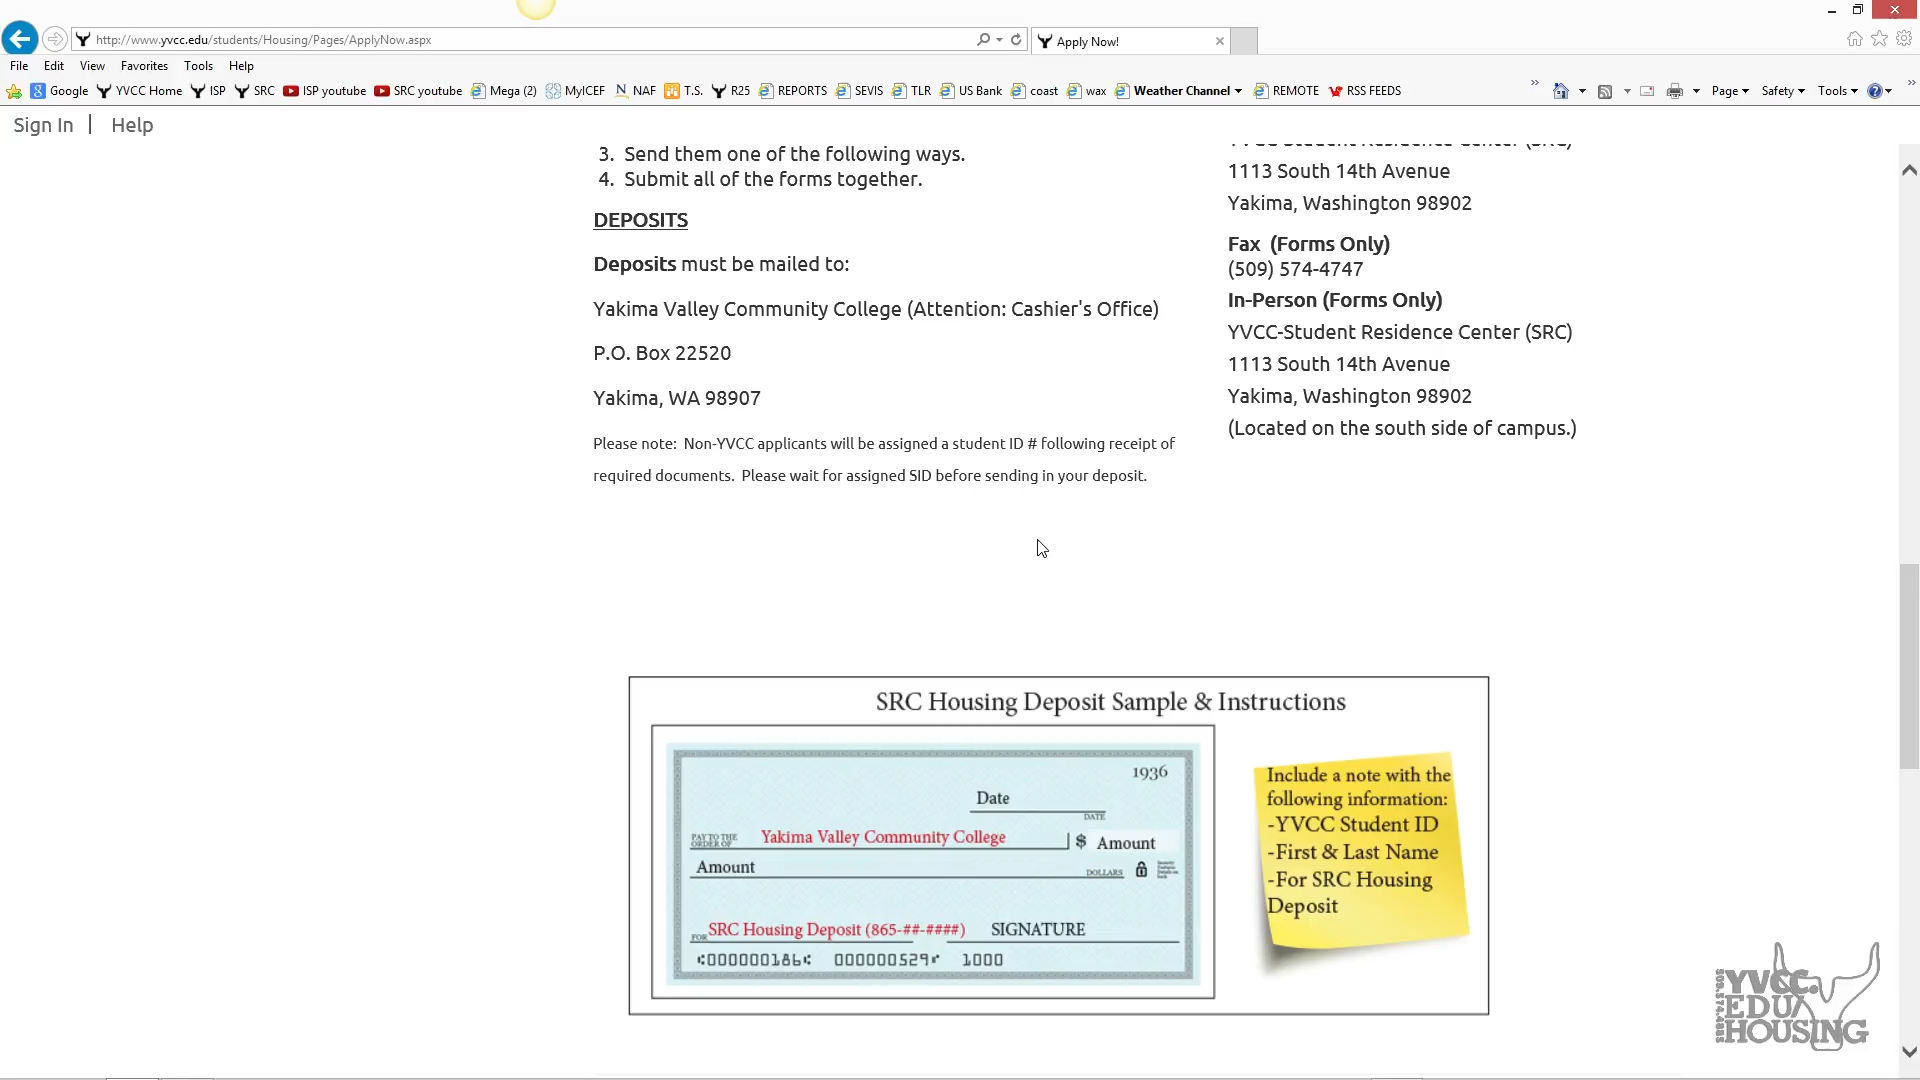 http://www.yvcc.edu/students/Housing/Pages/ApplyNow.aspx
Apply Now!
File Edit View Favorites Tools Help
Google YVCC Home ISP SRC ISP youtube SRC youtube Mega (2) MyICEF NAF T.S. R25 REPORTS SEVIS TLR US Bank coast wax Weather Channel REMOTE RSS FEEDS Page Safety Tools
Sign In | Help
3. Send them one of the following ways.
4. Submit all of the forms together.
DEPOSITS
Deposits must be mailed to:
Yakima Valley Community College (Attention: Cashier's Office)
P.O. Box 22520
Yakima, WA 98907
Please note: Non-YVCC applicants will be assigned a student ID # following receipt of
required documents. Please wait for assigned SID before sending in your deposit.
YVCC-Student Residence Center (SRC)
1113 South 14th Avenue
Yakima, Washington 98902
Fax (Forms Only)
(509) 574-4747
In-Person (Forms Only)
YVCC-Student Residence Center (SRC)
1113 South 14th Avenue
Yakima, Washington 98902
(Located on the south side of campus.)
SRC Housing Deposit Sample & Instructions
1936
Date
DATE
PAY TO THE
ORDER OF
Yakima Valley Community College $ Amount
Amount DOLLARS
FOR SRC Housing Deposit (865-##-####) SIGNATURE
⑆000000186⑆ 000000529⑈ 1000
Include a note with the
following information:
-YVCC Student ID
-First & Last Name
-For SRC Housing
Deposit
509.574.4885
YVCC.
EDU/
HOUSING